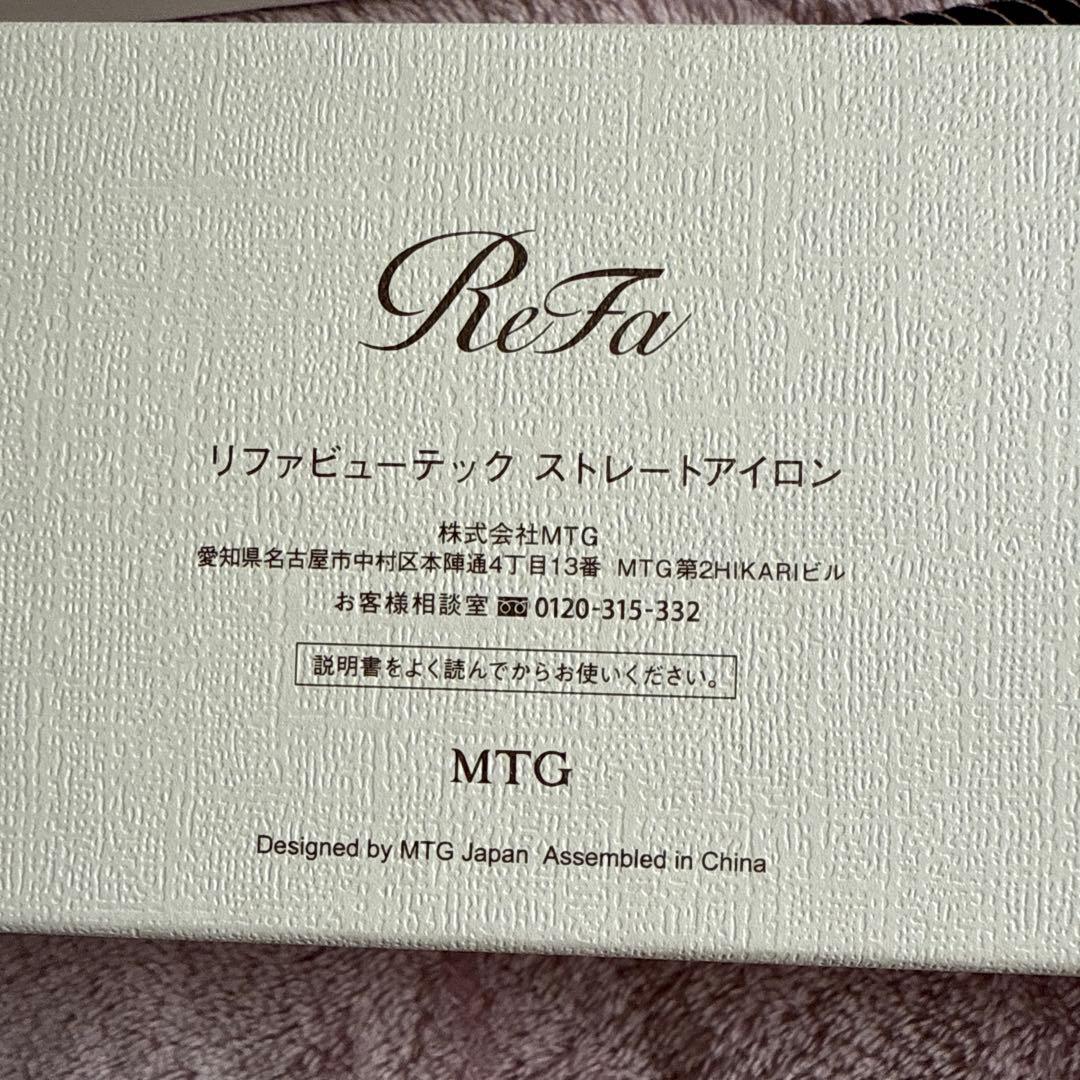 ReFa
リファビューテック ストレートアイロン
株式会社MTG
愛知県名古屋市中村区本陣通4丁目13番 MTG第2HIKARIビル
お客様相談室 0120-315-332
説明書をよく読んでからお使いください。
MTG
Designed by MTG Japan Assembled in China